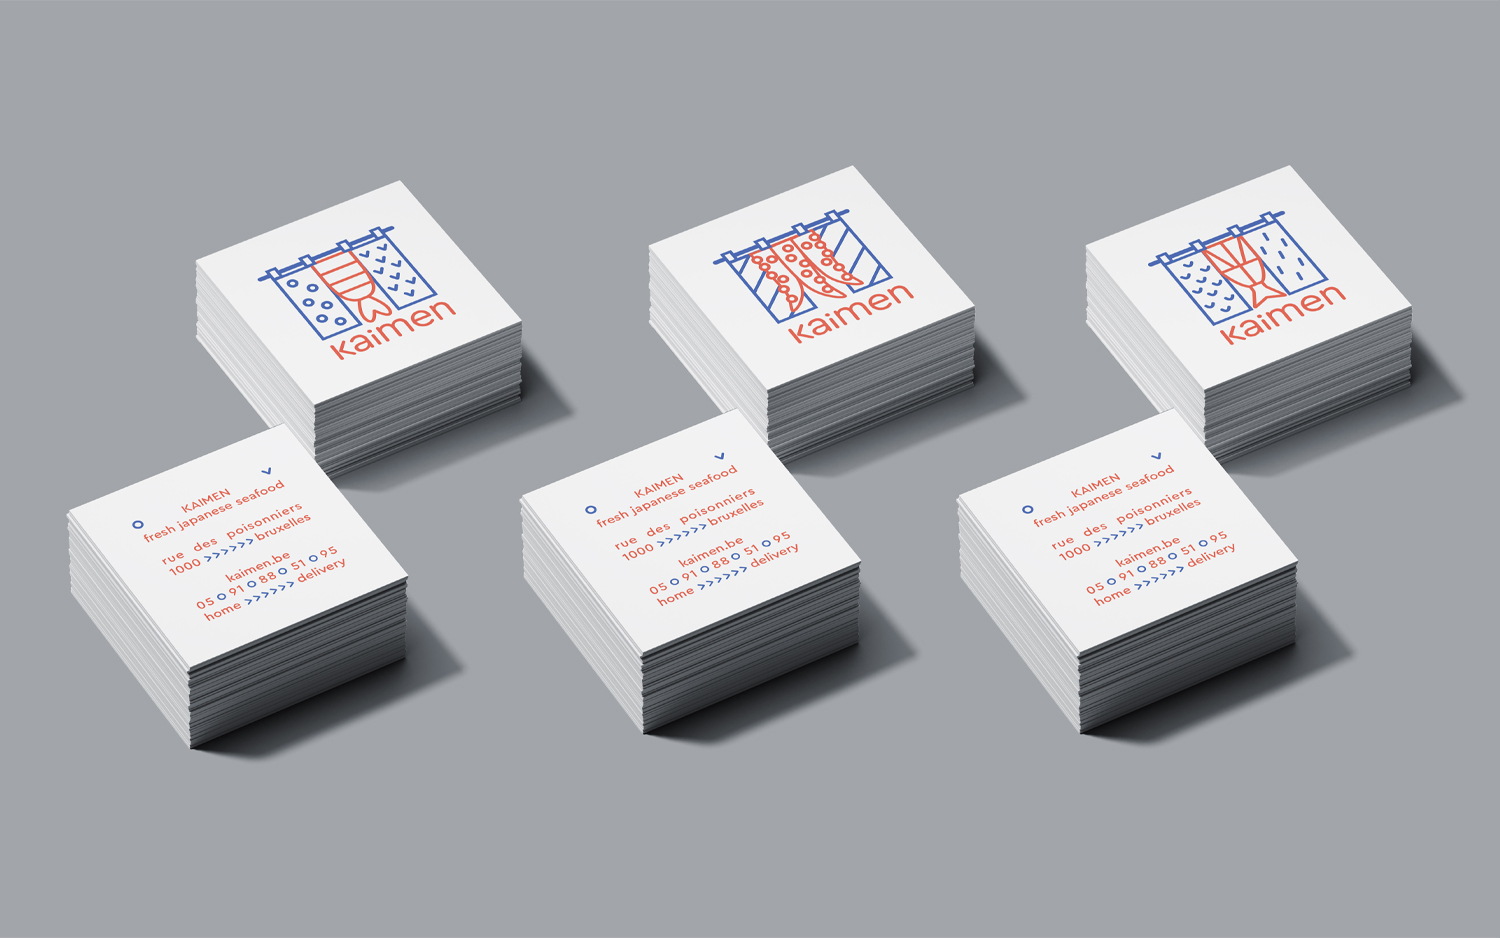 kaimen
kaimen
kaimen
KAIMEN
fresh japanese seafood
rue des poisonniers
1000 >>>>>> bruxelles
kaimen.be
05 o 91 o 88 o 51 o 95
home >>>>>> delivery
KAIMEN
fresh japanese seafood
rue des poisonniers
1000 >>>>>> bruxelles
kaimen.be
05 o 91 o 88 o 51 o 95
home >>>>>> delivery
KAIMEN
fresh japanese seafood
rue des poisonniers
1000 >>>>>> bruxelles
kaimen.be
05 o 91 o 88 o 51 o 95
home >>>>>> delivery